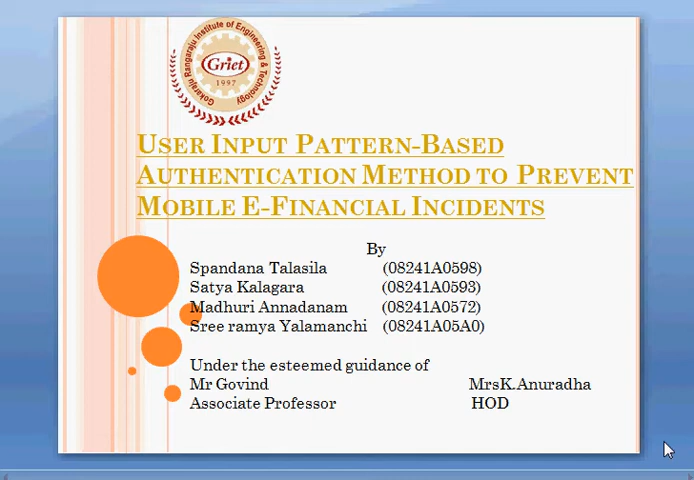 Gokaraju Rangaraju Institute of Engineering & Technology
Griet
1997
USER INPUT PATTERN-BASED
AUTHENTICATION METHOD TO PREVENT
MOBILE E-FINANCIAL INCIDENTS
By
Spandana Talasila (08241A0598)
Satya Kalagara (08241A0593)
Madhuri Annadanam (08241A0572)
Sree ramya Yalamanchi (08241A05A0)
Under the esteemed guidance of
Mr Govind MrsK.Anuradha
Associate Professor HOD